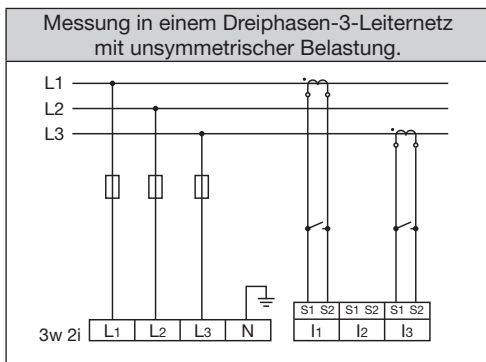 Messung in einem Dreiphasen-3-Leiternetz
mit unsymmetrischer Belastung.
L1
L2
L3
S1 S2 S1 S2 S1 S2
3w 2i L1 L2 L3 N I1 I2 I3